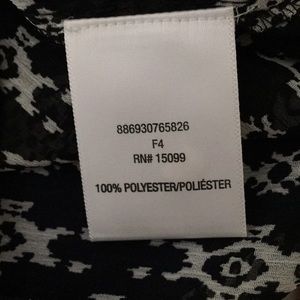 886930765826
F4
RN# 15099
100% POLYESTER/POLIÉSTER